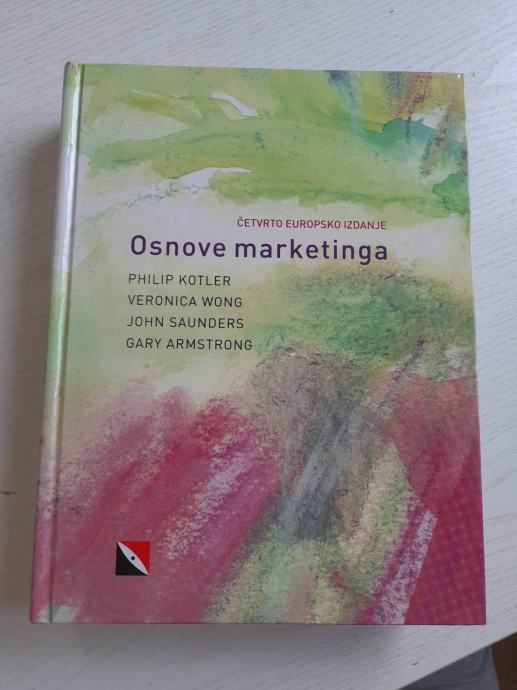 ČETVRTO EUROPSKO IZDANJE
Osnove marketinga
PHILIP KOTLER
VERONICA WONG
JOHN SAUNDERS
GARY ARMSTRONG